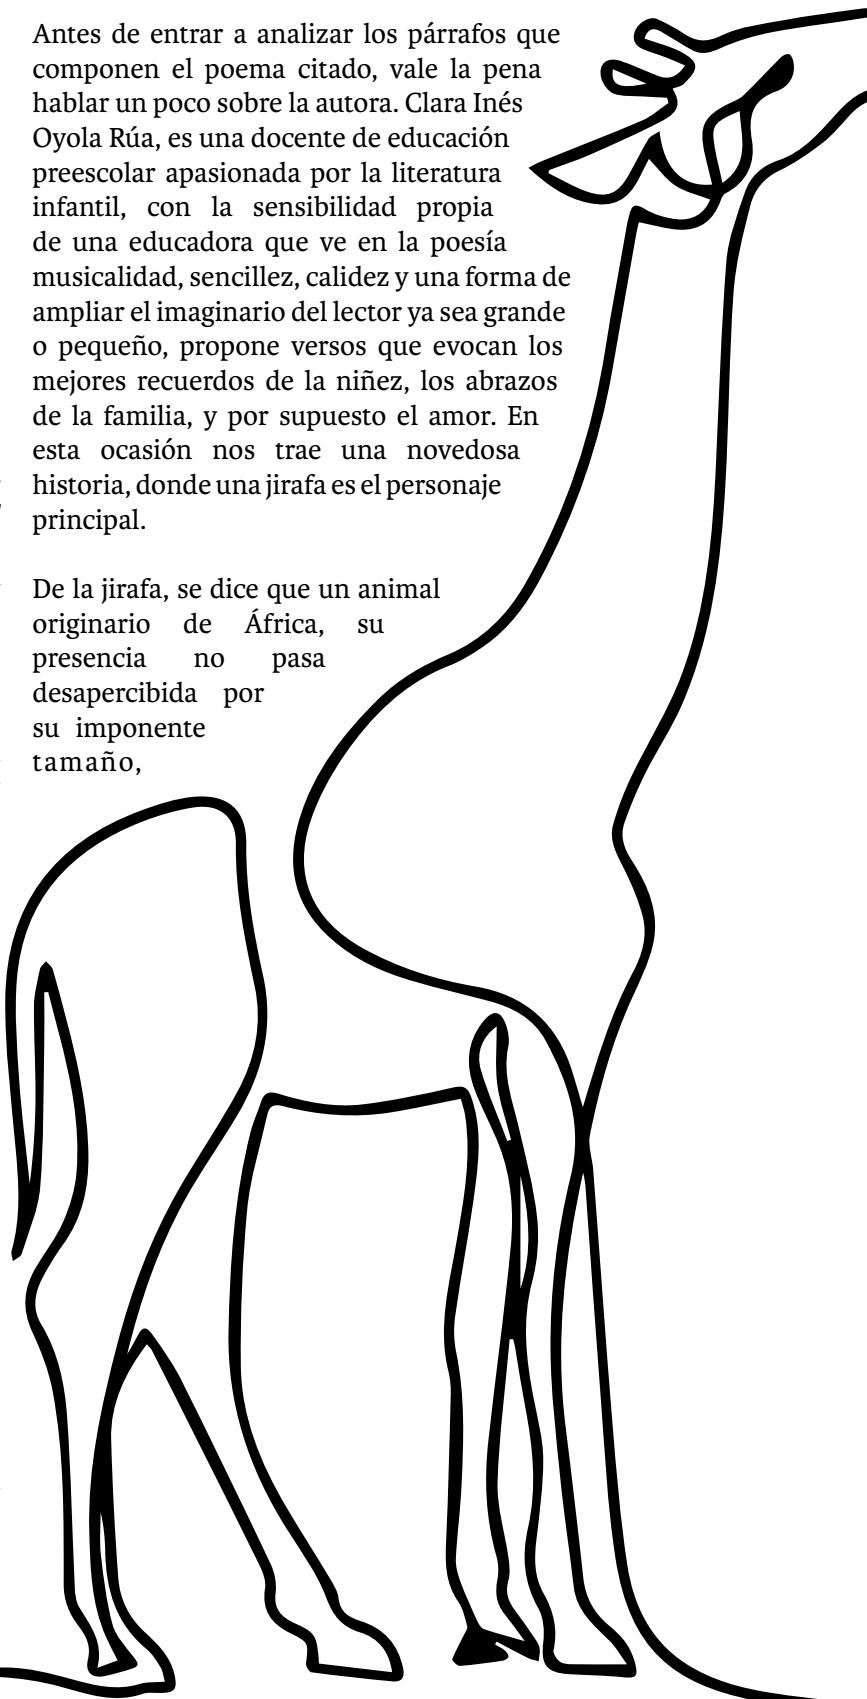 Antes de entrar a analizar los párrafos que
componen el poema citado, vale la pena
hablar un poco sobre la autora. Clara Inés
Oyola Rúa, es una docente de educación
preescolar apasionada por la literatura
infantil, con la sensibilidad propia
de una educadora que ve en la poesía
musicalidad, sencillez, calidez y una forma de
ampliar el imaginario del lector ya sea grande
o pequeño, propone versos que evocan los
mejores recuerdos de la niñez, los abrazos
de la familia, y por supuesto el amor. En
esta ocasión nos trae una novedosa
historia, donde una jirafa es el personaje
principal.
De la jirafa, se dice que un animal
originario de África, su
presencia no pasa
desapercibida por
su imponente
tamaño,